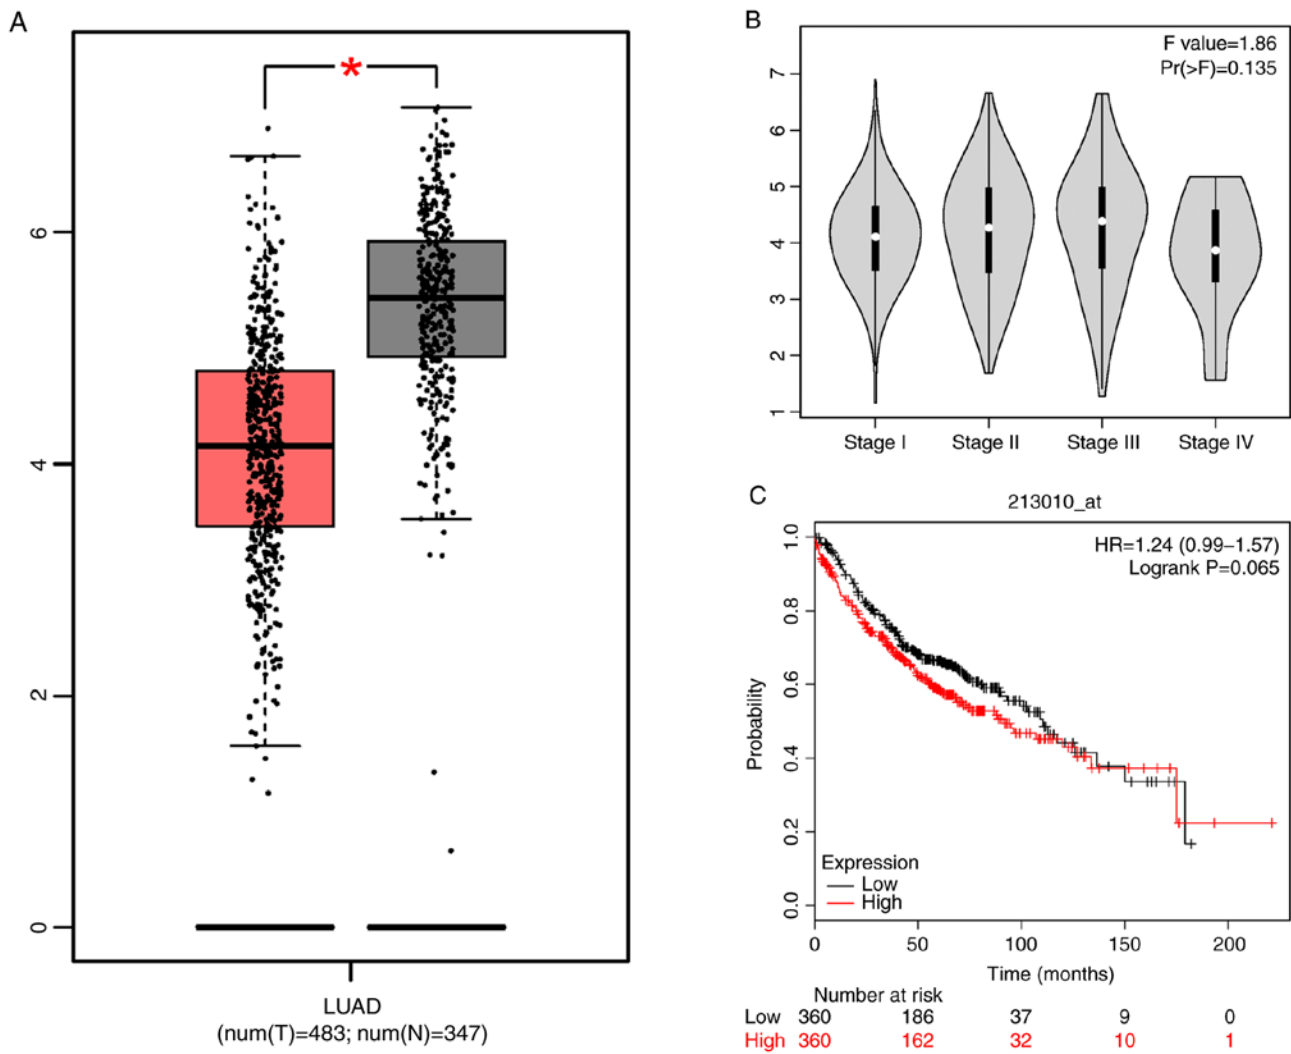 A
*
6
4
2
0
LUAD
(num(T)=483; num(N)=347)
B
F value=1.86
Pr(>F)=0.135
7
6
5
4
3
2
1
Stage I Stage II Stage III Stage IV
C
213010_at
HR=1.24 (0.99–1.57)
Logrank P=0.065
Probability
1.0
0.8
0.6
0.4
0.2
0.0
Expression
Low
High
0 50 100 150 200
Time (months)
Number at risk
Low 360 186 37 9 0
High 360 162 32 10 1